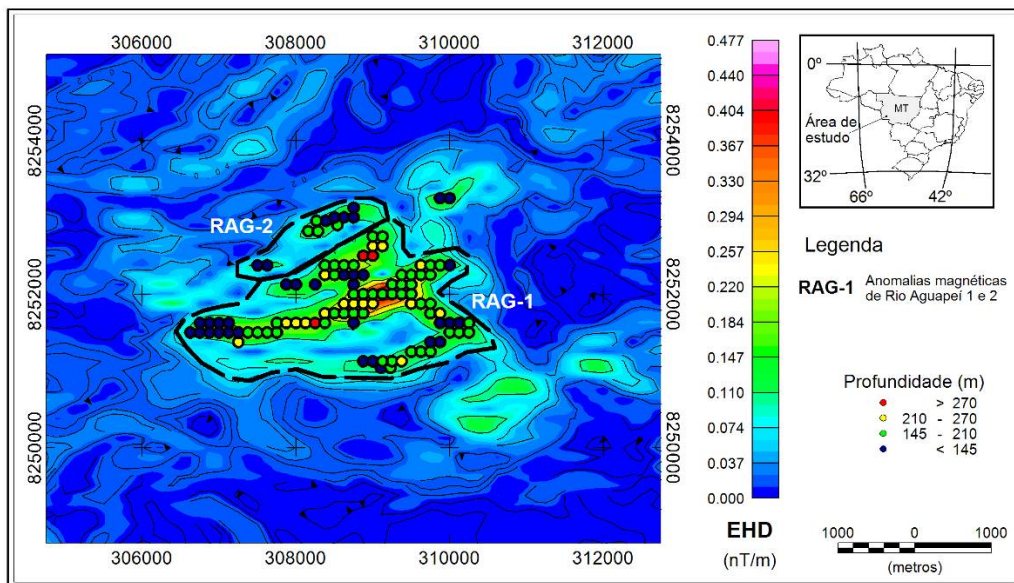 306000 308000 310000 312000
8254000
8252000
8250000
RAG-2
RAG-1
8254000
8252000
8250000
306000 308000 310000 312000
0.477
0.440
0.404
0.367
0.330
0.294
0.257
0.220
0.184
0.147
0.110
0.073
0.037
0.000
EHD
(nT/m)
0º
MT
Área de
estudo
32º
66º 42º
Legenda
RAG-1 Anomalias magnéticas
de Rio Aguapeí 1 e 2
Profundidade (m)
> 270
210 - 270
145 - 210
< 145
1000 0 1000
(metros)